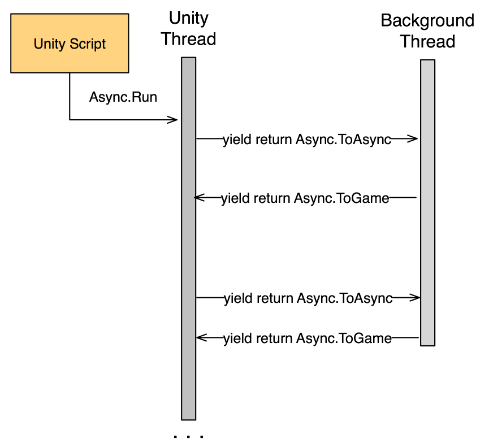 Unity Script
Unity
Thread
Background
Thread
Async.Run
yield return Async.ToAsync
yield return Async.ToGame
yield return Async.ToAsync
yield return Async.ToGame
. . .